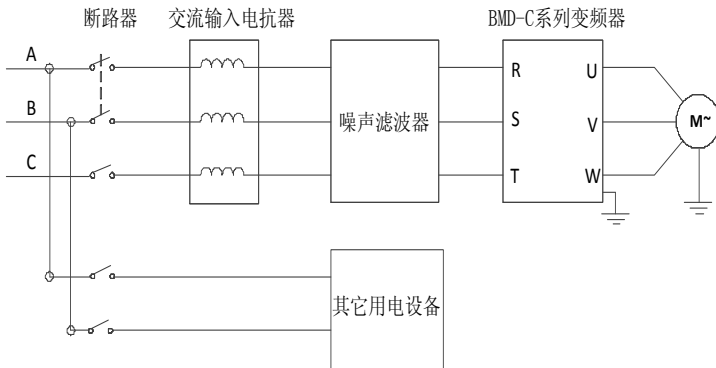 断路器 交流输入电抗器 BMD-C系列变频器
A
R U
B
噪声滤波器
S V
M~
C
T W
其它用电设备